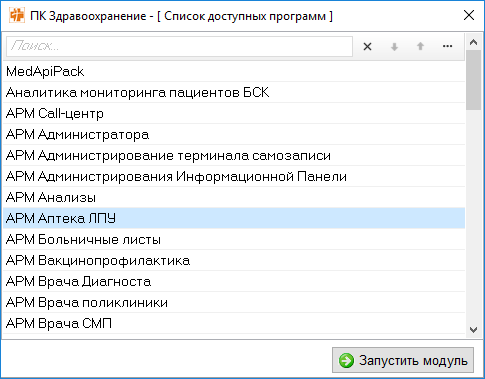 ПК Здравоохранение - [ Список доступных программ ]
Поиск...
MedApiPack
Аналитика мониторинга пациентов БСК
АРМ Call-центр
АРМ Администратора
АРМ Администрирование терминала самозаписи
АРМ Администрирования Информационной Панели
АРМ Анализы
АРМ Аптека ЛПУ
АРМ Больничные листы
АРМ Вакцинопрофилактика
АРМ Врача Диагноста
АРМ Врача поликлиники
АРМ Врача СМП
Запустить модуль